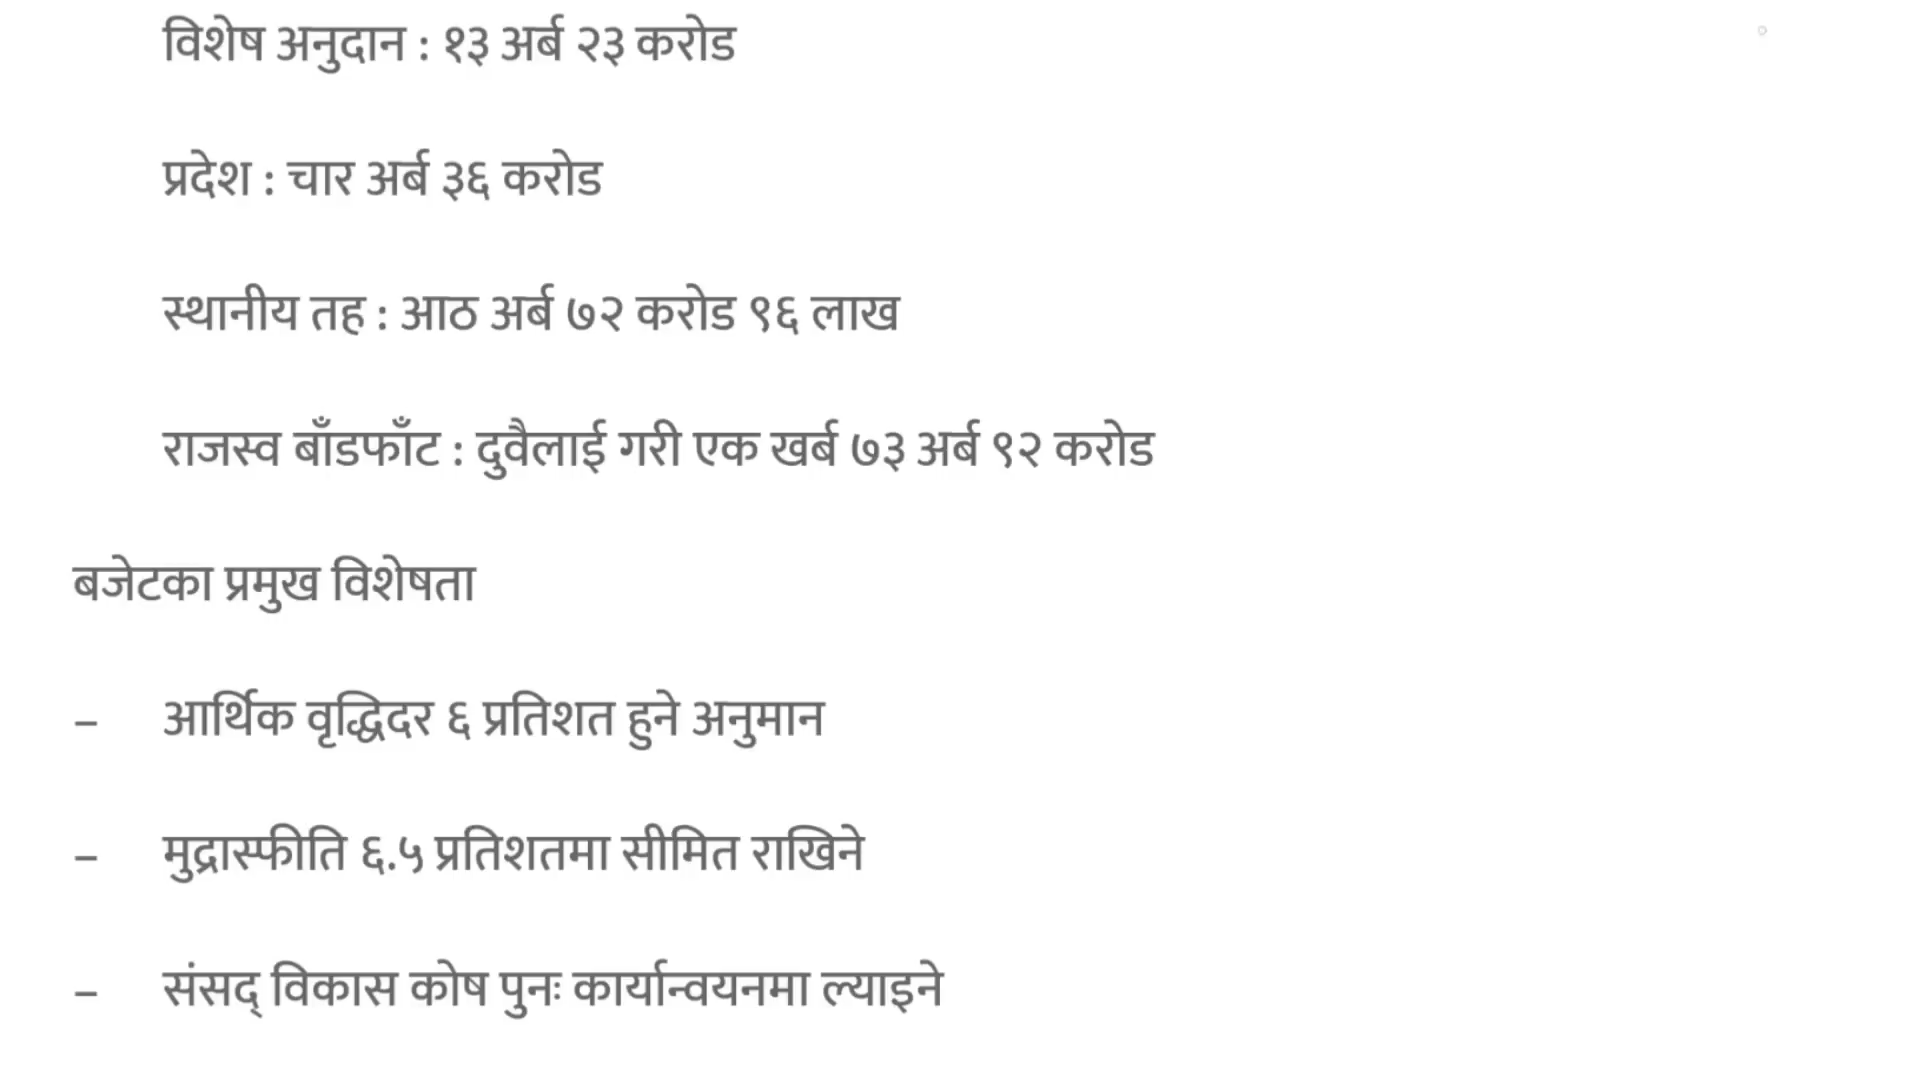 विशेष अनुदान : १३ अर्ब २३ करोड
प्रदेश : चार अर्ब ३६ करोड
स्थानीय तह : आठ अर्ब ७२ करोड ९६ लाख
राजस्व बाँडफाँट : दुवैलाई गरी एक खर्ब ७३ अर्ब ९२ करोड
बजेटका प्रमुख विशेषता
– आर्थिक वृद्धिदर ६ प्रतिशत हुने अनुमान
– मुद्रास्फीति ६.५ प्रतिशतमा सीमित राखिने
– संसद् विकास कोष पुनः कार्यान्वयनमा ल्याइने